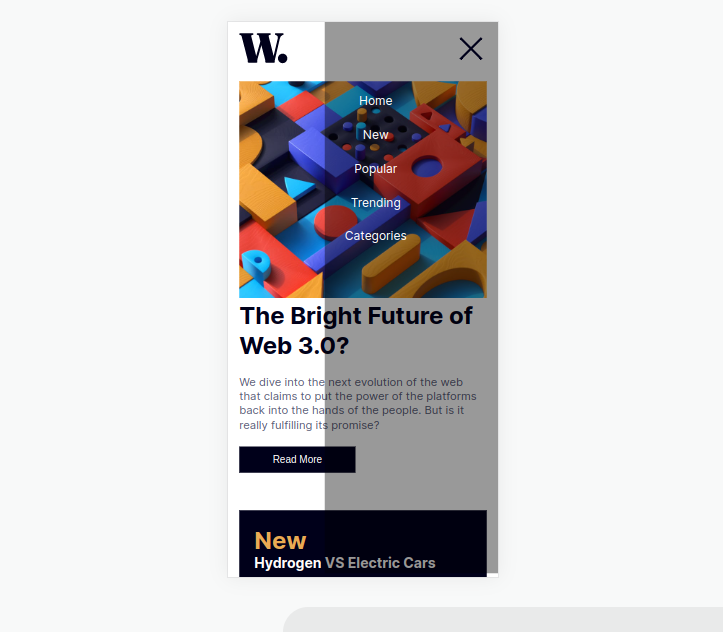 W.
Home
New
Popular
Trending
Categories
The Bright Future of
Web 3.0?
We dive into the next evolution of the web
that claims to put the power of the platforms
back into the hands of the people. But is it
really fulfilling its promise?
Read More
New
Hydrogen VS Electric Cars